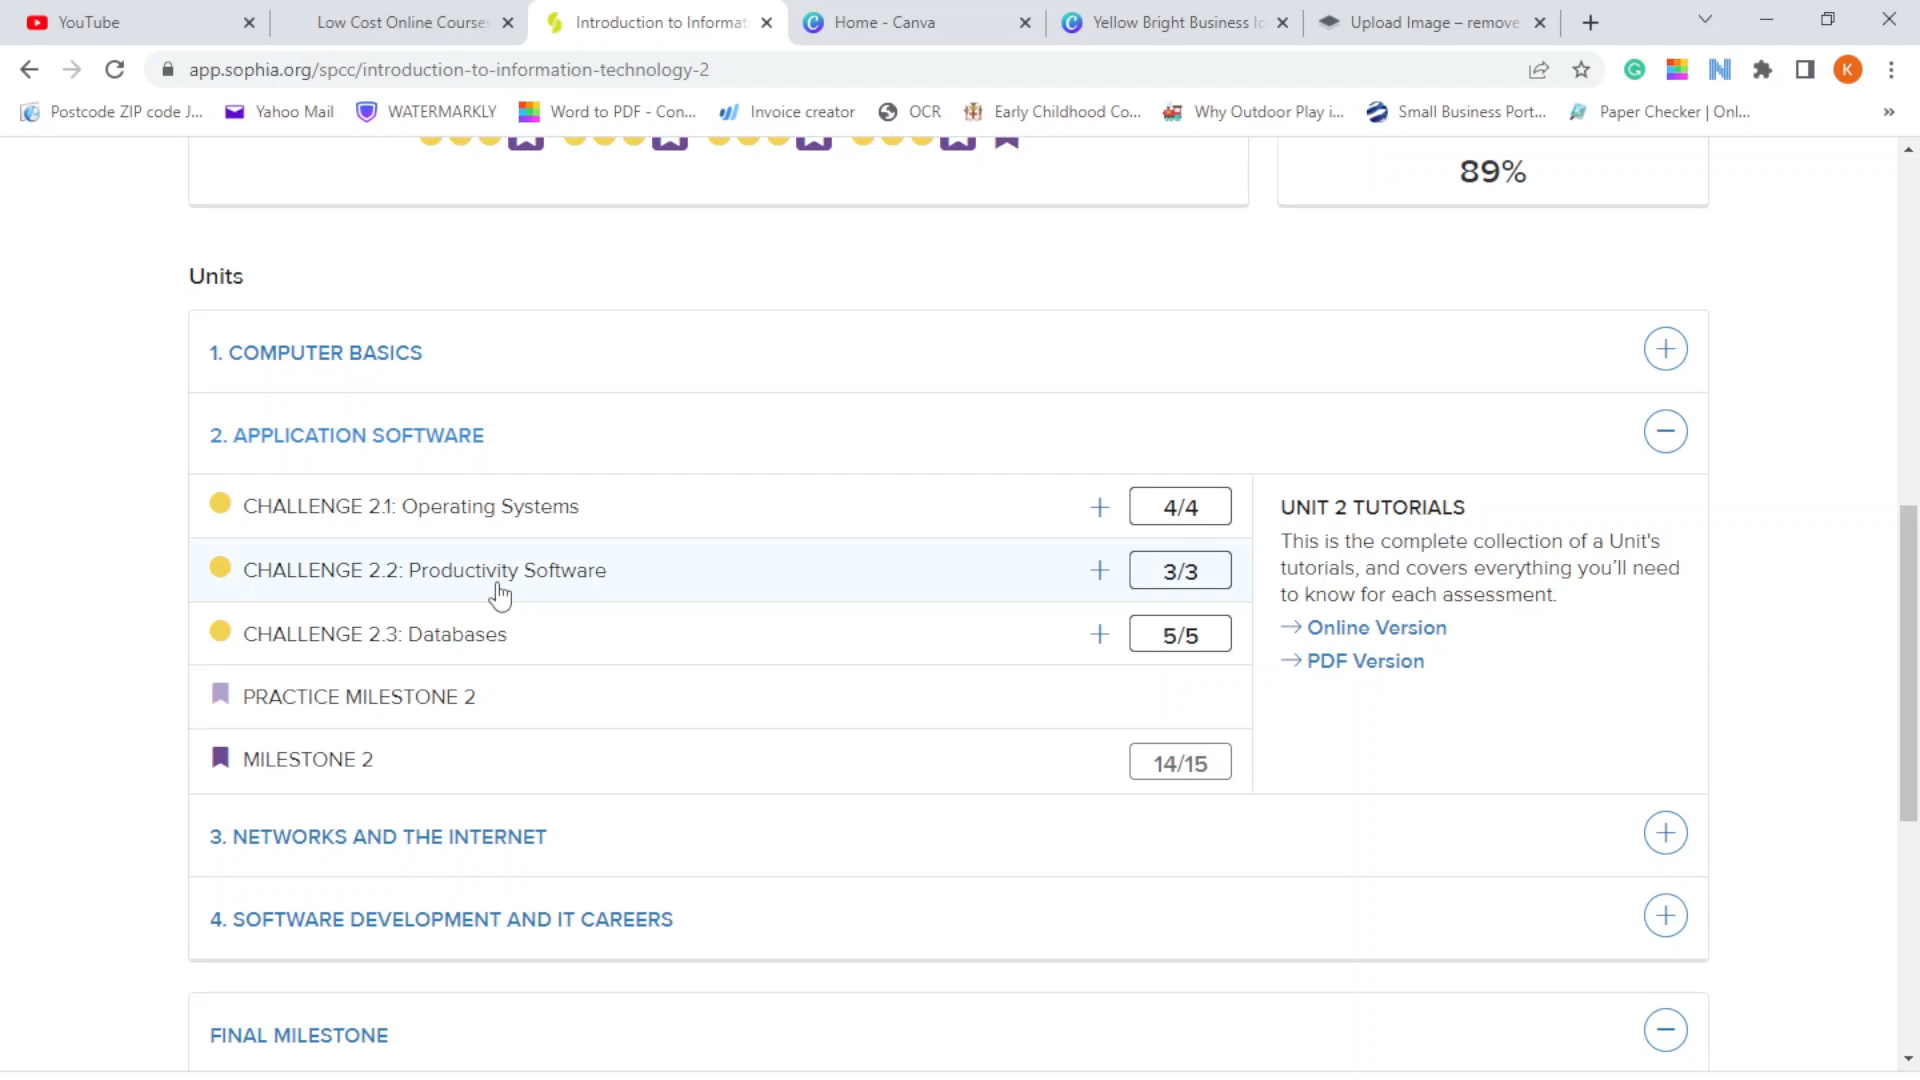 YouTube
Low Cost Online Courses
Introduction to Informat
Home - Canva
Yellow Bright Business Ic
Upload Image – remove
app.sophia.org/spcc/introduction-to-information-technology-2
K
Postcode ZIP code J...
Yahoo Mail
WATERMARKLY
Word to PDF - Con...
Invoice creator
OCR
Early Childhood Co...
Why Outdoor Play i...
Small Business Port...
Paper Checker | Onl...
»
89%
Units
1. COMPUTER BASICS
2. APPLICATION SOFTWARE
CHALLENGE 2.1: Operating Systems
4/4
CHALLENGE 2.2: Productivity Software
3/3
CHALLENGE 2.3: Databases
5/5
PRACTICE MILESTONE 2
MILESTONE 2
14/15
UNIT 2 TUTORIALS
This is the complete collection of a Unit's
tutorials, and covers everything you'll need
to know for each assessment.
→ Online Version
→ PDF Version
3. NETWORKS AND THE INTERNET
4. SOFTWARE DEVELOPMENT AND IT CAREERS
FINAL MILESTONE